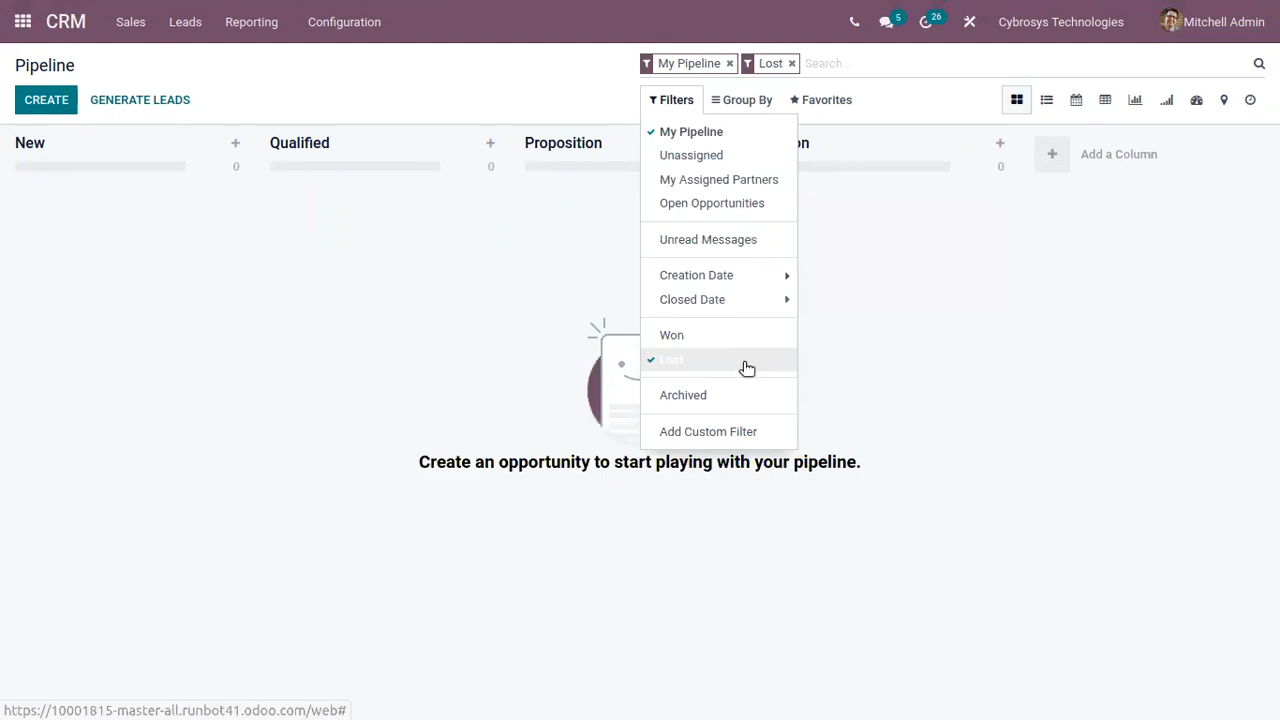 CRM Sales Leads Reporting Configuration 5 26 Cybrosys Technologies Mitchell Admin
Pipeline My Pipeline × Lost × Search...
CREATE GENERATE LEADS Filters Group By Favorites
New + Qualified + Proposition on + + Add a Column
0 0 0
My Pipeline
Unassigned
My Assigned Partners
Open Opportunities
Unread Messages
Creation Date
Closed Date
Won
Lost
Archived
Add Custom Filter
Create an opportunity to start playing with your pipeline.
https://10001815-master-all.runbot41.odoo.com/web#